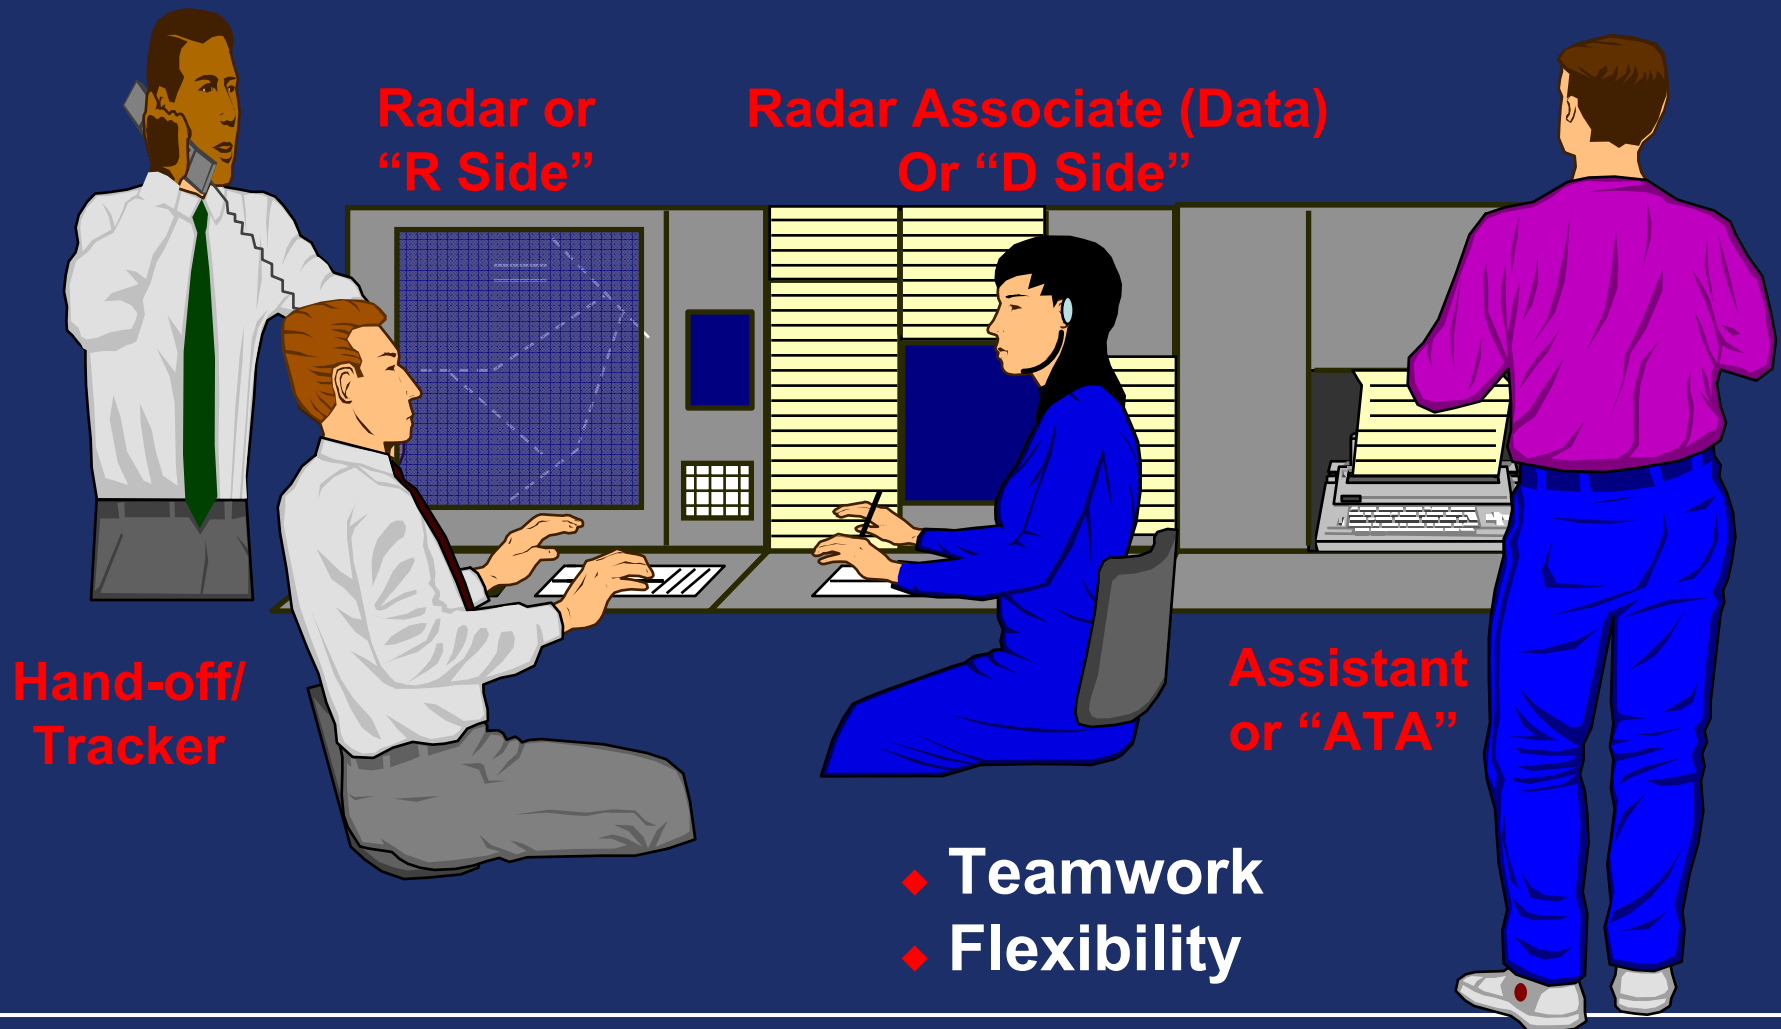 Radar or
“R Side”
Radar Associate (Data)
Or “D Side”
Hand-off/
Tracker
Assistant
or “ATA”
Teamwork
Flexibility